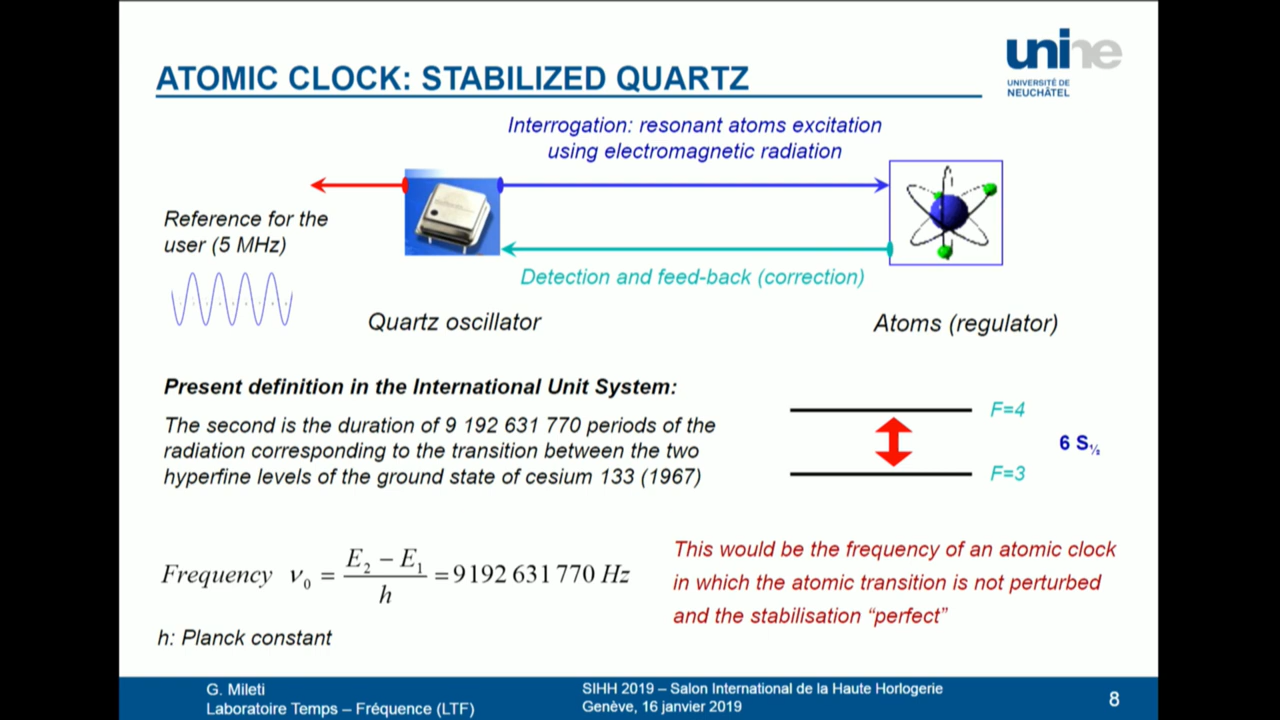 unine
UNIVERSITÉ DE
NEUCHÂTEL
ATOMIC CLOCK: STABILIZED QUARTZ
Interrogation: resonant atoms excitation
using electromagnetic radiation
Reference for the
user (5 MHz)
Detection and feed-back (correction)
Quartz oscillator
Atoms (regulator)
Present definition in the International Unit System:
The second is the duration of 9 192 631 770 periods of the
radiation corresponding to the transition between the two
hyperfine levels of the ground state of cesium 133 (1967)
F=4
6 S½
F=3
Frequency ν₀ = (E₂ − E₁) / h = 9192 631 770 Hz
h: Planck constant
This would be the frequency of an atomic clock
in which the atomic transition is not perturbed
and the stabilisation “perfect”
G. Mileti
Laboratoire Temps – Fréquence (LTF)
SIHH 2019 – Salon International de la Haute Horlogerie
Genève, 16 janvier 2019
8